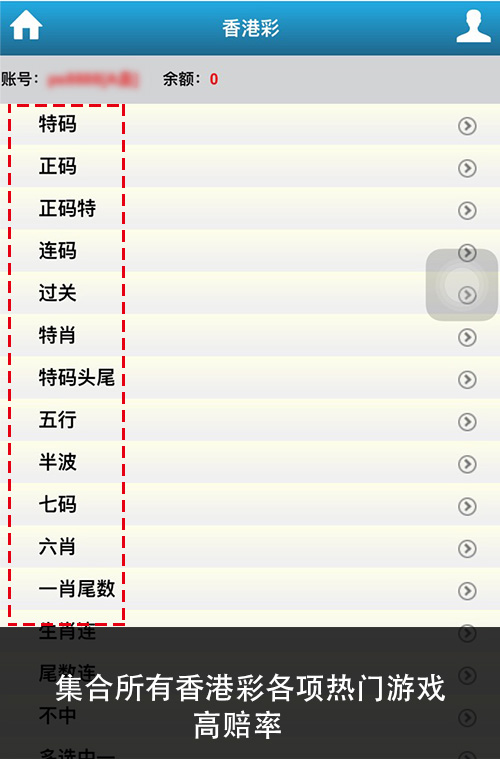 香港彩
账号： 余额：0
特码
正码
正码特
连码
过关
特肖
特码头尾
五行
半波
七码
六肖
一肖尾数
生肖连
尾数连
集合所有香港彩各项热门游戏
不中
高赔率
多选中一